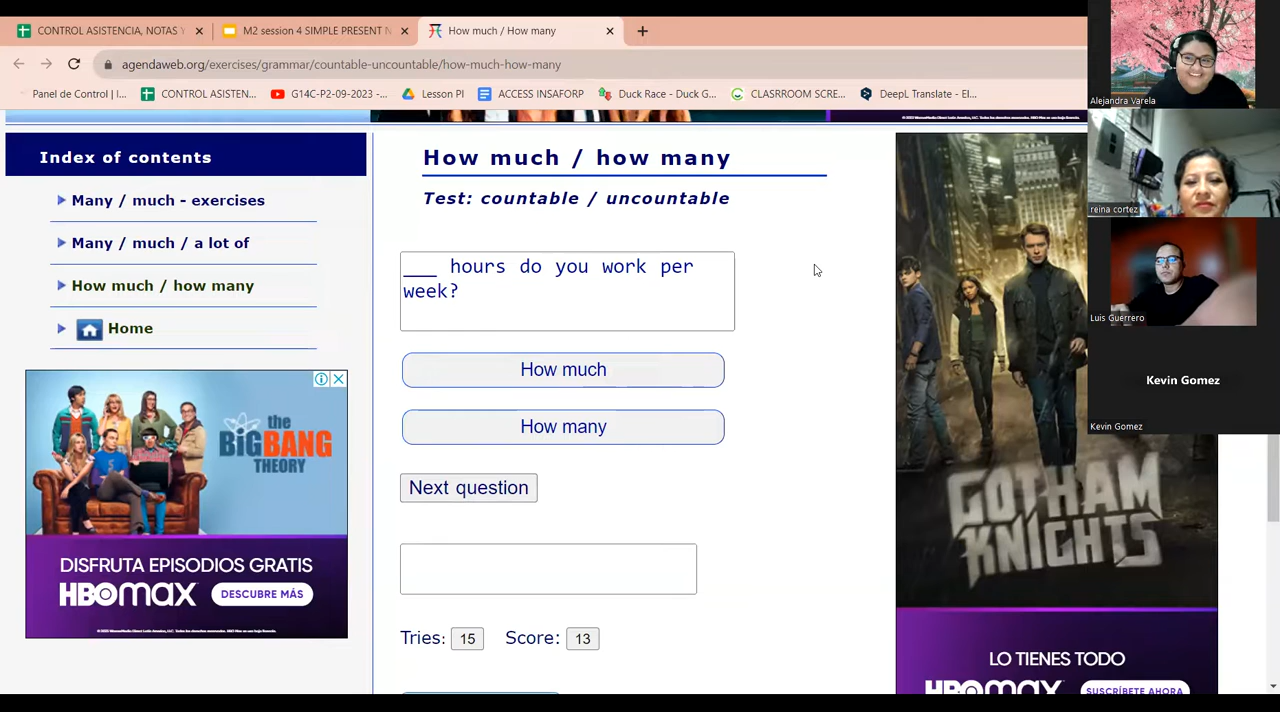 CONTROL ASISTENCIA, NOTAS Y
M2 session 4 SIMPLE PRESENT N
How much / How many
agendaweb.org/exercises/grammar/countable-uncountable/how-much-how-many
Panel de Control | I...
CONTROL ASISTEN...
G14C-P2-09-2023 -...
Lesson Pl
ACCESS INSAFORP
Duck Race - Duck G...
CLASRROOM SCRE...
DeepL Translate - El...
Alejandra Varela
reina cortez
Luis Guerrero
Kevin Gomez
Kevin Gomez
Index of contents
Many / much - exercises
Many / much / a lot of
How much / how many
Home
the
BIGBANG
THEORY
DISFRUTA EPISODIOS GRATIS
HBOMAX
DESCUBRE MÁS
How much / how many
Test: countable / uncountable
___ hours do you work per
week?
How much
How many
Next question
Tries: 15 Score: 13
GOTHAM
KNIGHTS
LO TIENES TODO
HBOMAX
SUSCRÍBETE AHORA